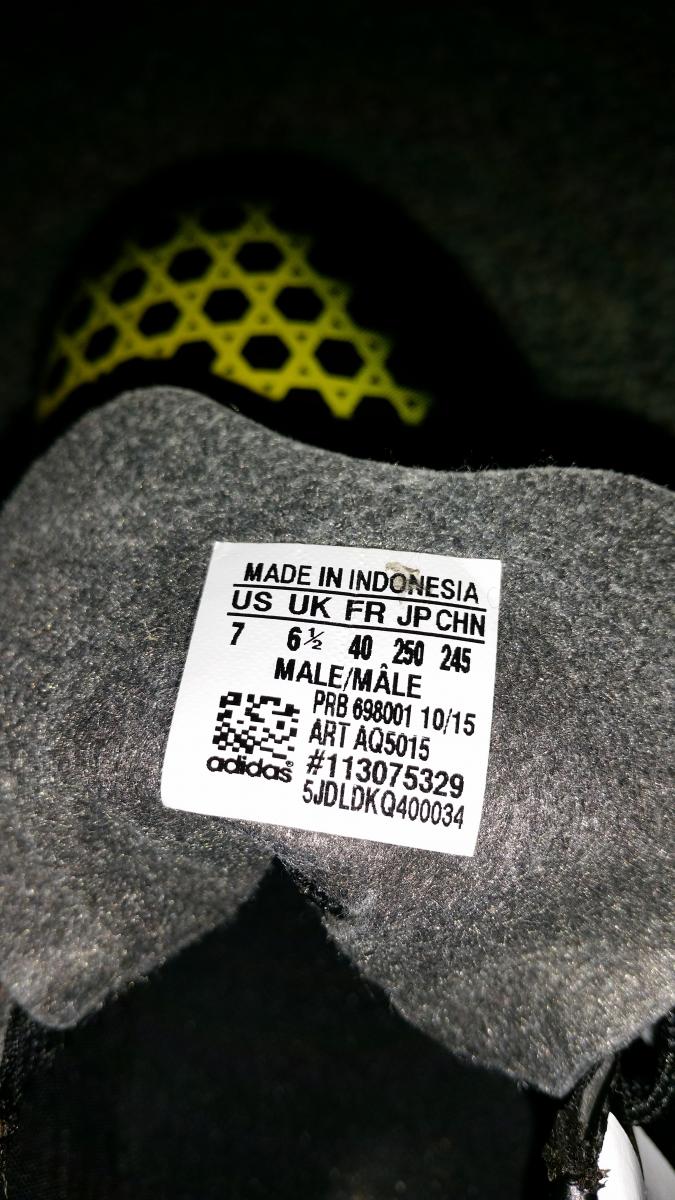 MADE IN INDONESIA
US UK FR JP CHN
7 6½ 40 250 245
MALE/MÂLE
PRB 698001 10/15
ART AQ5015
adidas® #113075329
5JDLDKQ400034